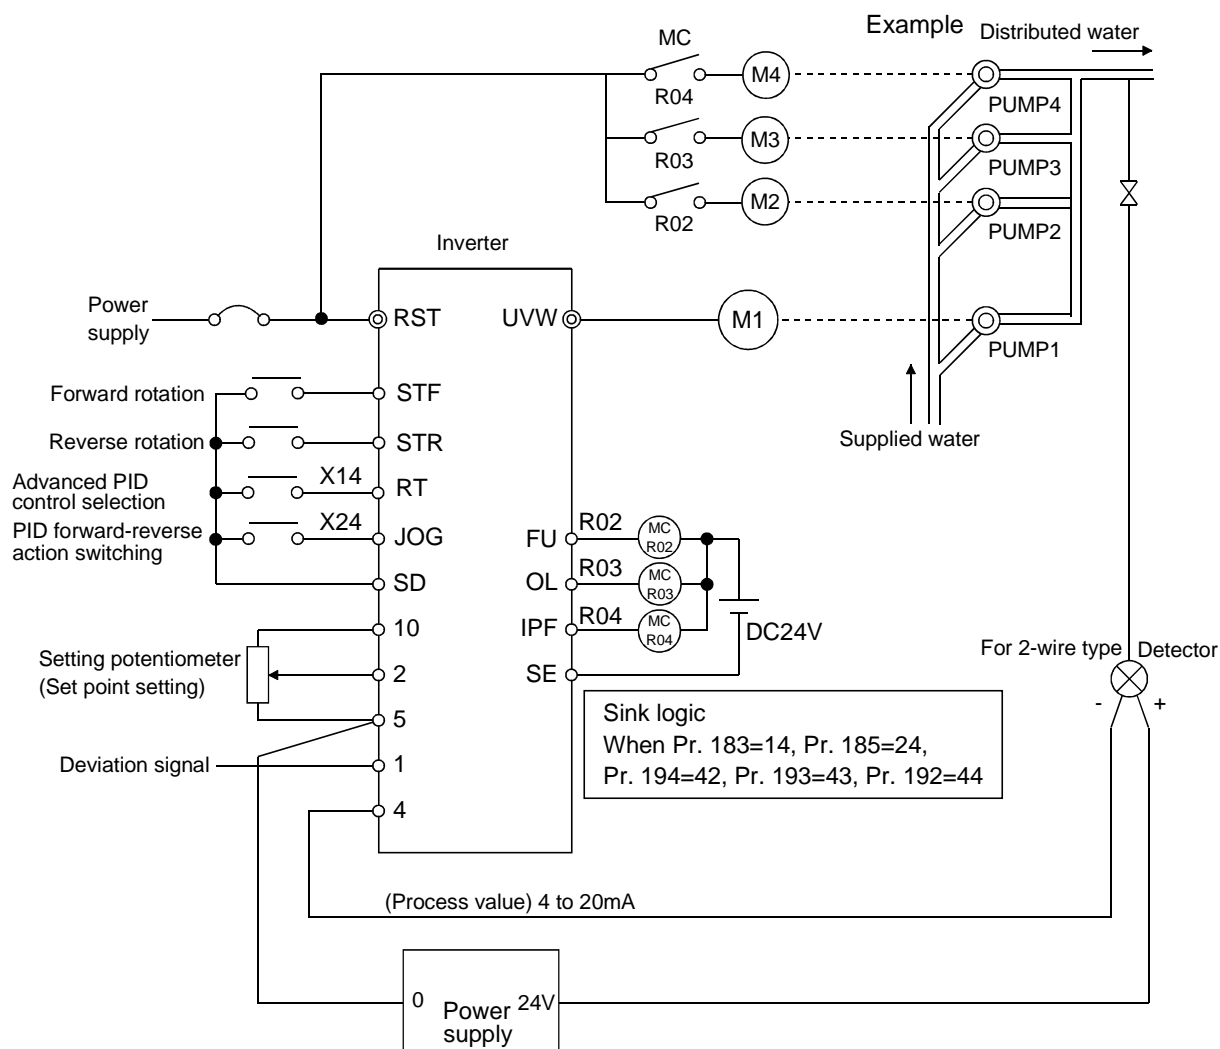 Example
Distributed water
MC
R04
M4
PUMP4
R03
M3
PUMP3
R02
M2
PUMP2
Inverter
Power
supply
RST
UVW
M1
PUMP1
Forward rotation
STF
Supplied water
Reverse rotation
STR
Advanced PID
control selection
X14
RT
PID forward-reverse
action switching
X24
JOG
FU
R02
MC
R02
SD
OL
R03
MC
R03
10
IPF
R04
MC
R04
DC24V
Setting potentiometer
(Set point setting)
2
SE
For 2-wire type
Detector
-
+
5
Sink logic
When Pr. 183=14, Pr. 185=24,
Pr. 194=42, Pr. 193=43, Pr. 192=44
Deviation signal
1
4
(Process value) 4 to 20mA
0
Power
supply
24V